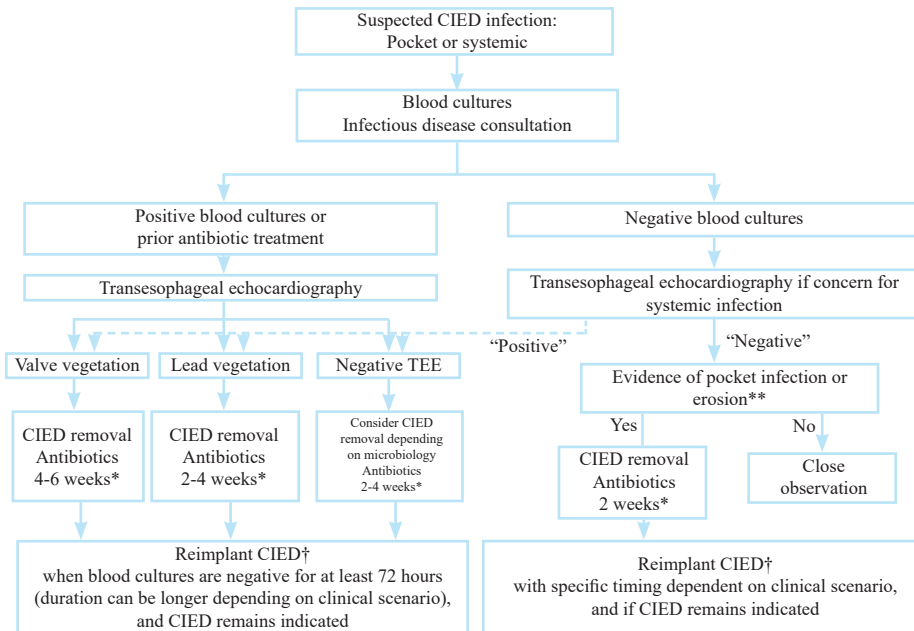 Suspected CIED infection:
Pocket or systemic
Blood cultures
Infectious disease consultation
Positive blood cultures or
prior antibiotic treatment
Negative blood cultures
Transesophageal echocardiography
Transesophageal echocardiography if concern for
systemic infection
“Positive”
“Negative”
Valve vegetation
Lead vegetation
Negative TEE
Evidence of pocket infection or
erosion**
Yes
No
CIED removal
Antibiotics
4-6 weeks*
CIED removal
Antibiotics
2-4 weeks*
Consider CIED
removal depending
on microbiology
Antibiotics
2-4 weeks*
CIED removal
Antibiotics
2 weeks*
Close
observation
Reimplant CIED†
when blood cultures are negative for at least 72 hours
(duration can be longer depending on clinical scenario),
and CIED remains indicated
Reimplant CIED†
with specific timing dependent on clinical scenario,
and if CIED remains indicated